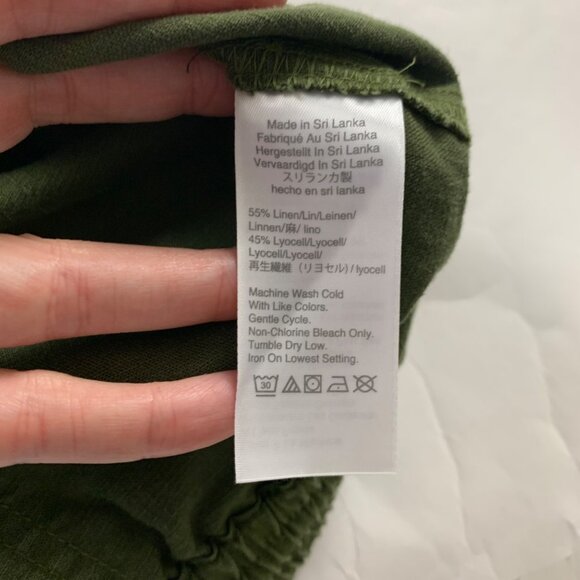 Made in Sri Lanka
Fabriqué Au Sri Lanka
Hergestellt In Sri Lanka
Vervaardigd In Sri Lanka
スリランカ製
hecho en sri lanka
55% Linen/Lin/Leinen/
Linnen/麻/ lino
45% Lyocell/Lyocell/
Lyocell/Lyocell/
再生繊維（リヨセル）/ lyocell
Machine Wash Cold
With Like Colors.
Gentle Cycle.
Non-Chlorine Bleach Only.
Tumble Dry Low.
Iron On Lowest Setting.
30